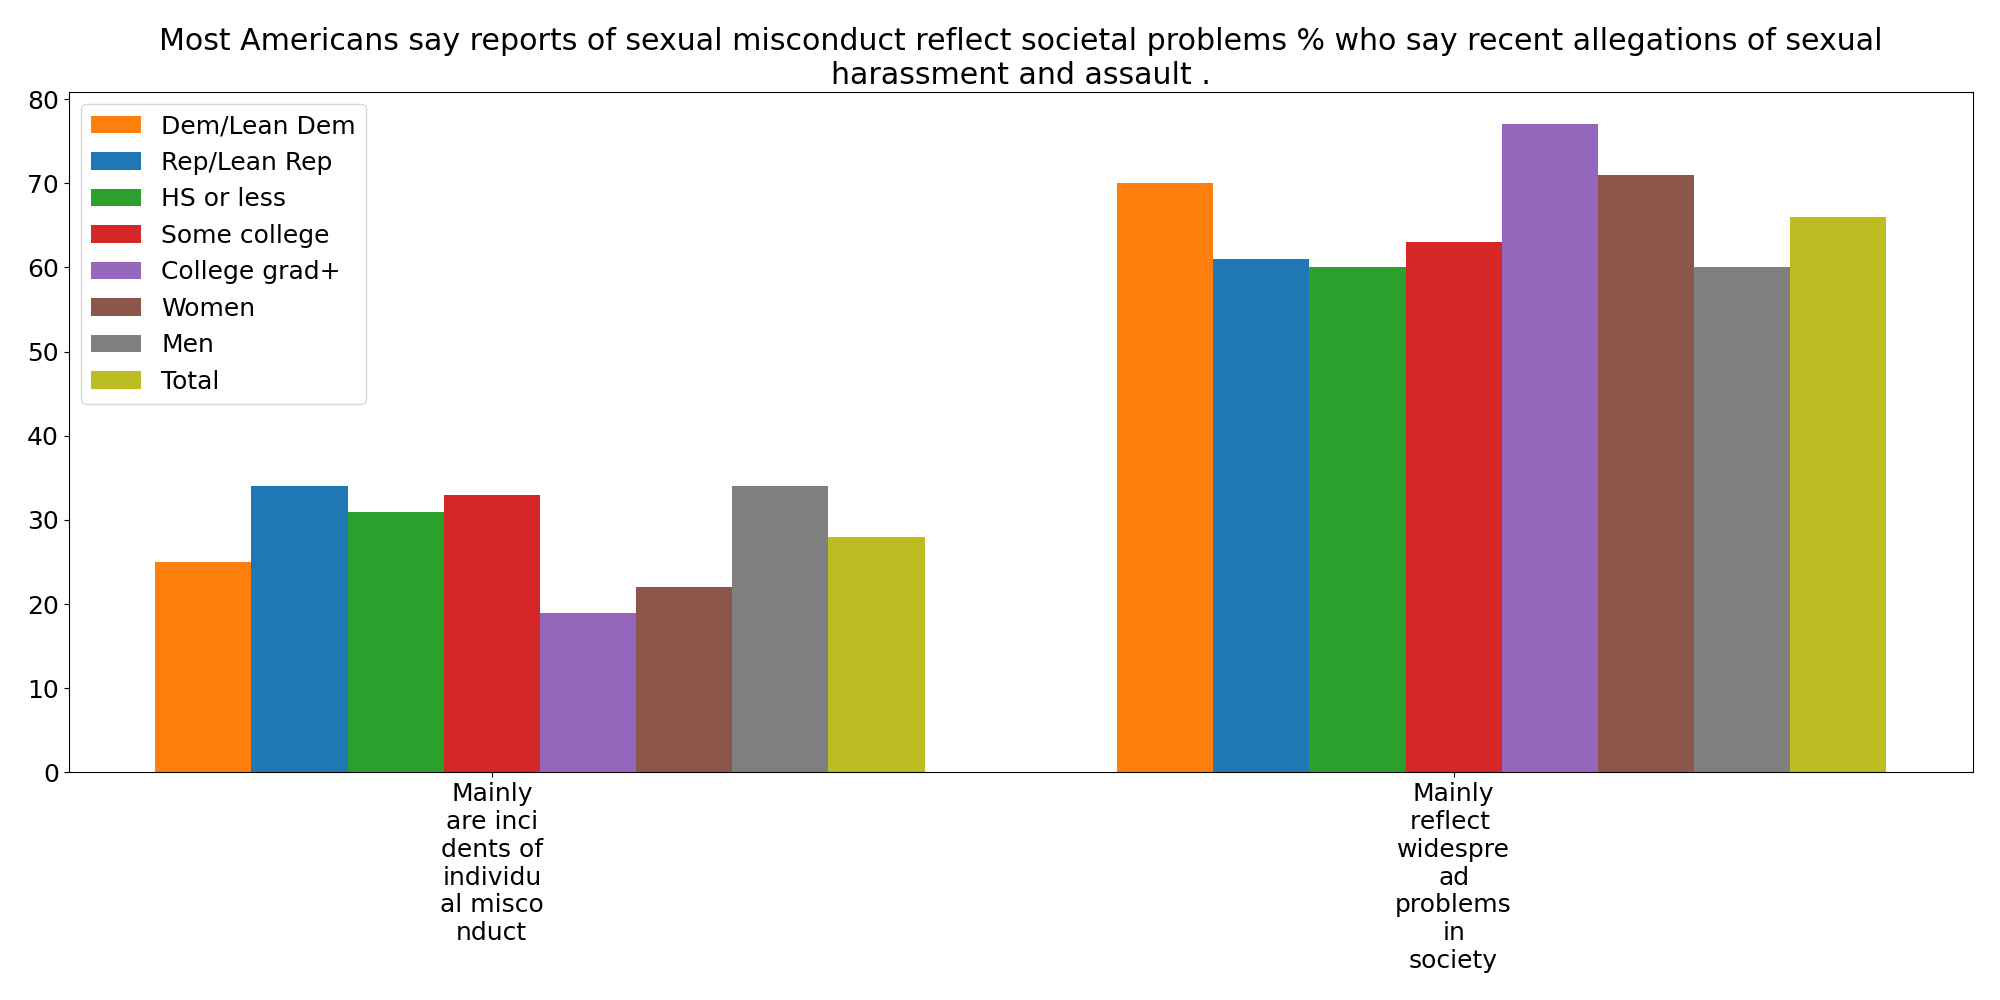 Most Americans say reports of sexual misconduct reflect societal problems % who say recent allegations of sexual
harassment and assault .
80
70
60
50
40
30
20
10
0
Dem/Lean Dem
Rep/Lean Rep
HS or less
Some college
College grad+
Women
Men
Total
Mainly
are inci
dents of
individu
al misco
nduct
Mainly
reflect
widespre
ad
problems
in
society